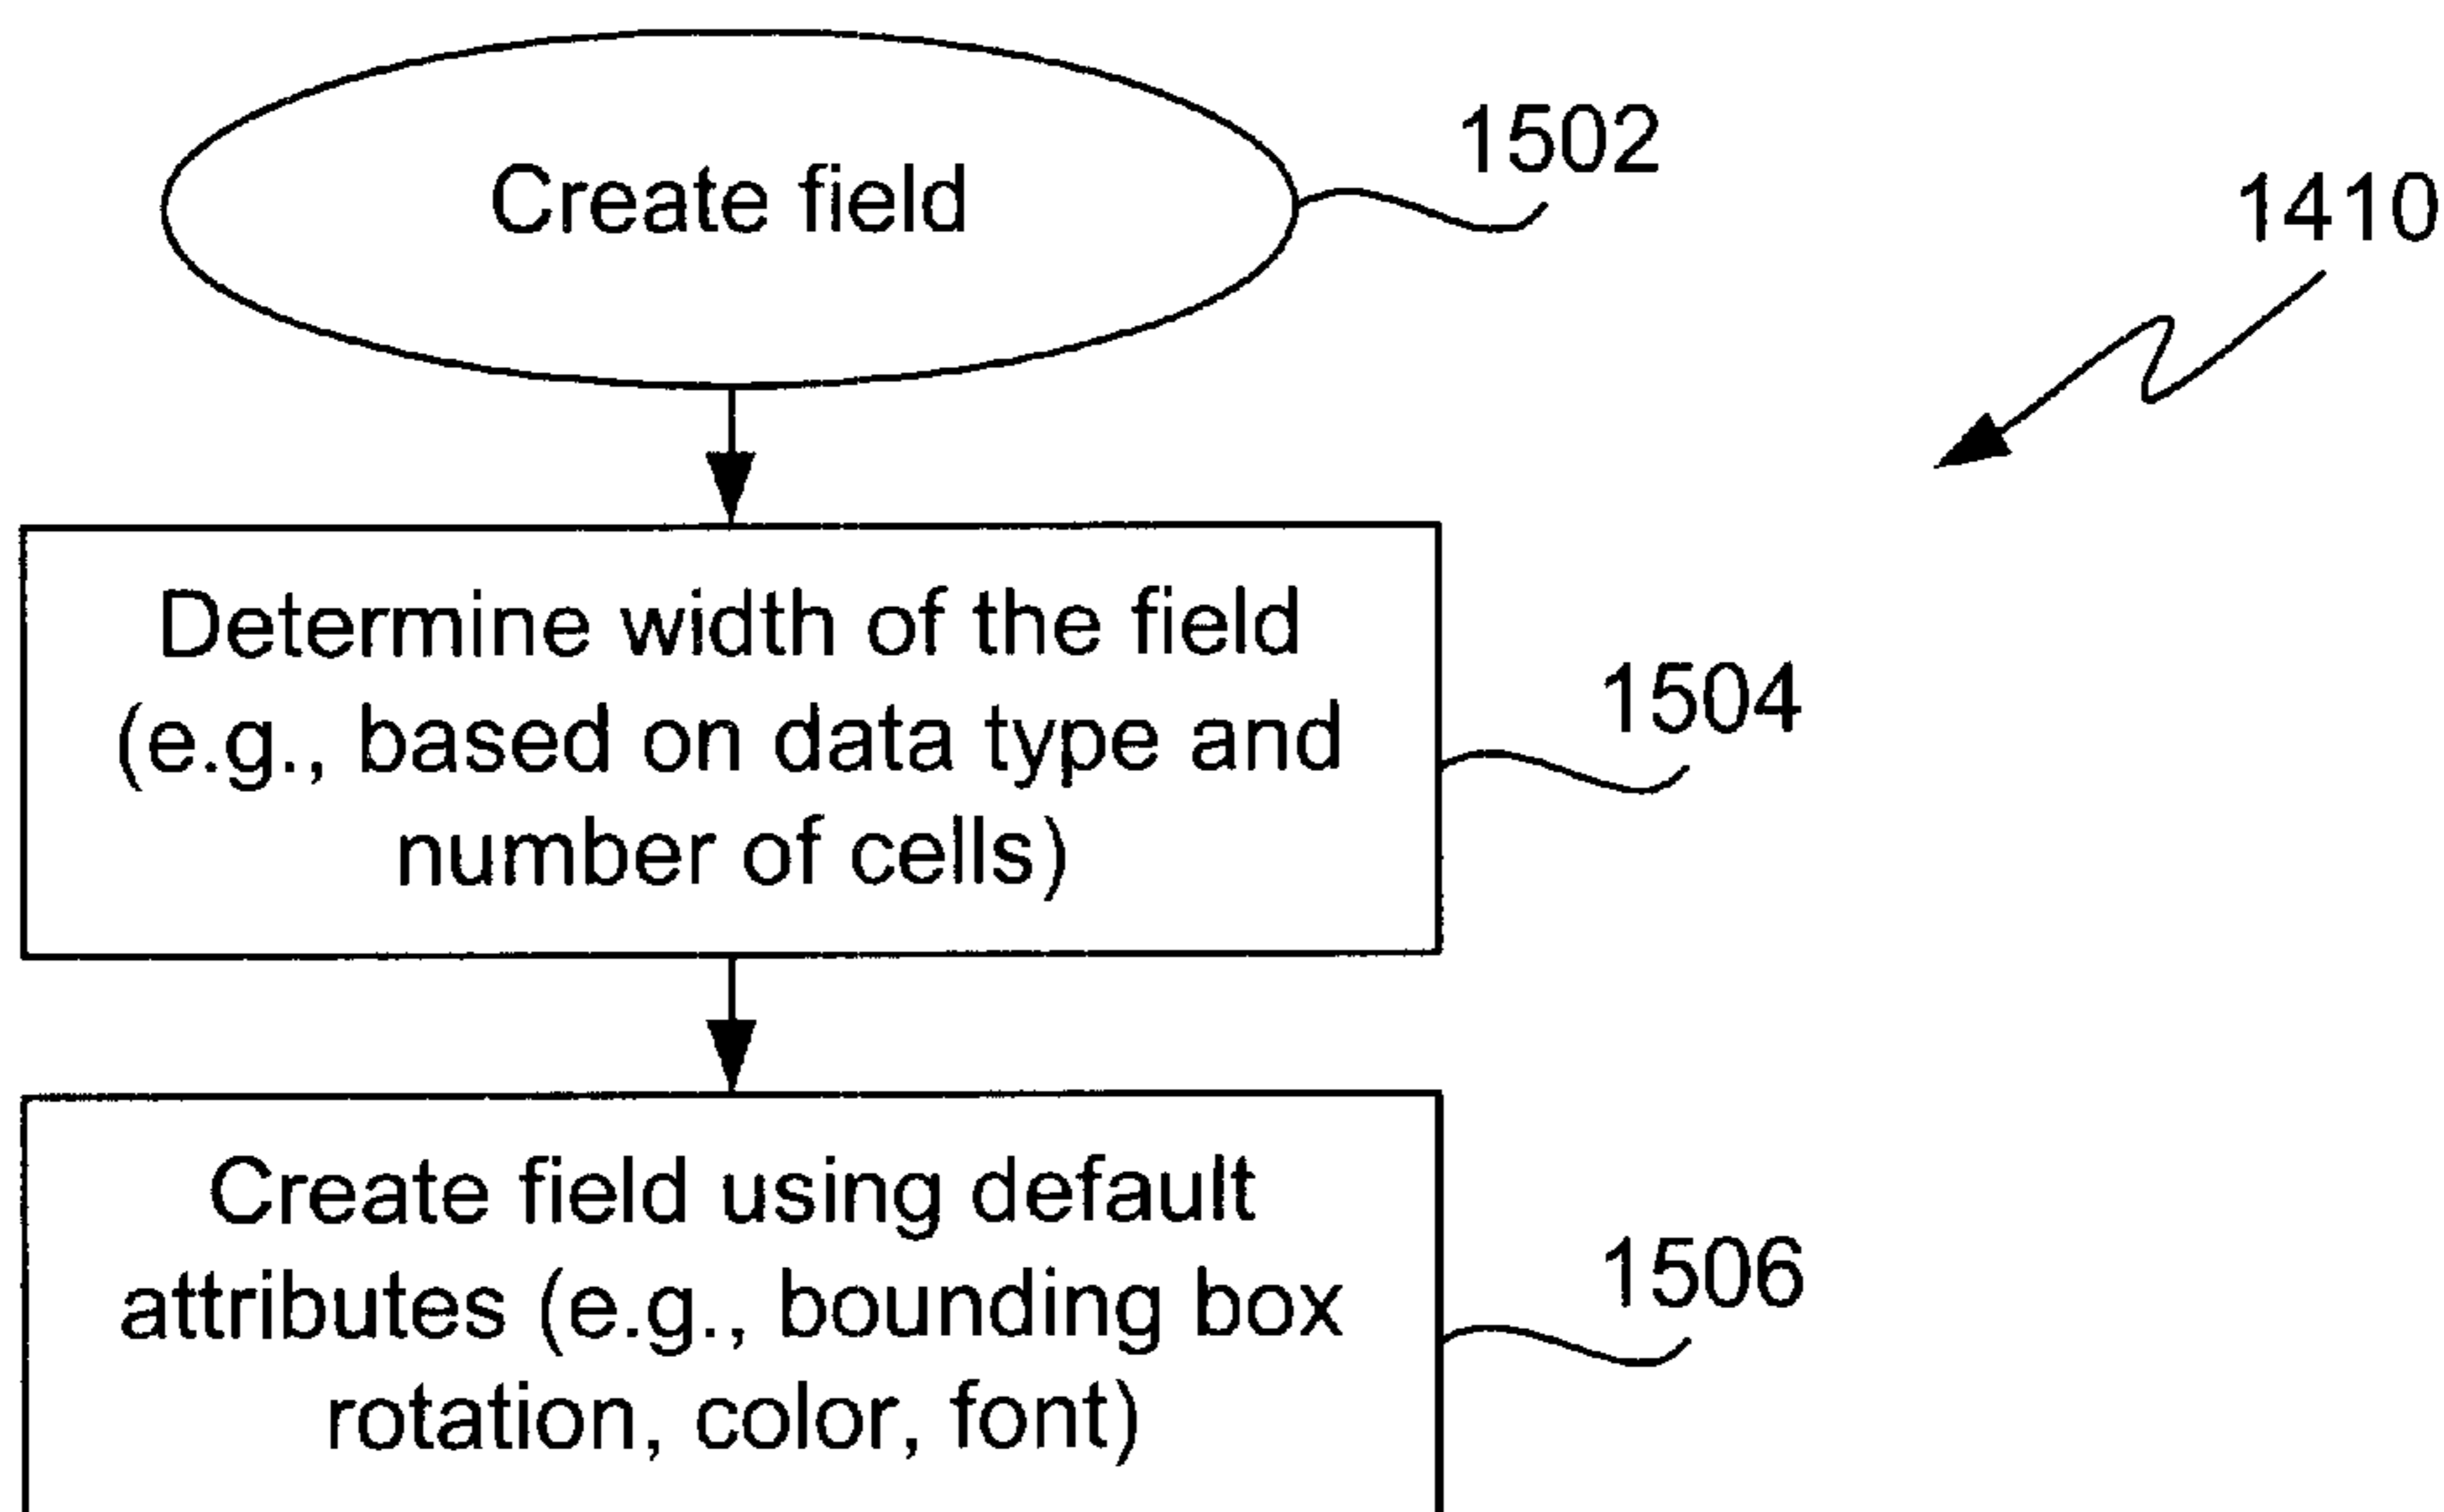 Create field
1502
1410
Determine width of the field
(e.g., based on data type and
number of cells)
1504
Create field using default
attributes (e.g., bounding box
rotation, color, font)
1506